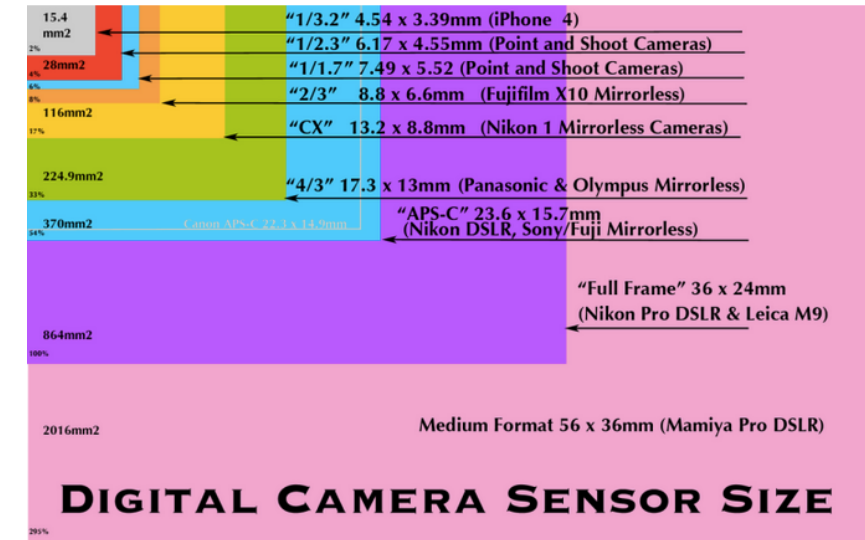 15.4
mm2
"1/3.2" 4.54 x 3.39mm (iPhone 4)
2%
"1/2.3" 6.17 x 4.55mm (Point and Shoot Cameras)
28mm2
4%
"1/1.7" 7.49 x 5.52 (Point and Shoot Cameras)
6%
"2/3" 8.8 x 6.6mm (Fujifilm X10 Mirrorless)
8%
116mm2
"CX" 13.2 x 8.8mm (Nikon 1 Mirrorless Cameras)
17%
224.9mm2
"4/3" 17.3 x 13mm (Panasonic & Olympus Mirrorless)
33%
"APS-C" 23.6 x 15.7mm
370mm2
Canon APS-C 22.3 x 14.9mm
(Nikon DSLR, Sony/Fuji Mirrorless)
54%
"Full Frame" 36 x 24mm
(Nikon Pro DSLR & Leica M9)
864mm2
100%
Medium Format 56 x 36mm (Mamiya Pro DSLR)
2016mm2
DIGITAL CAMERA SENSOR SIZE
295%